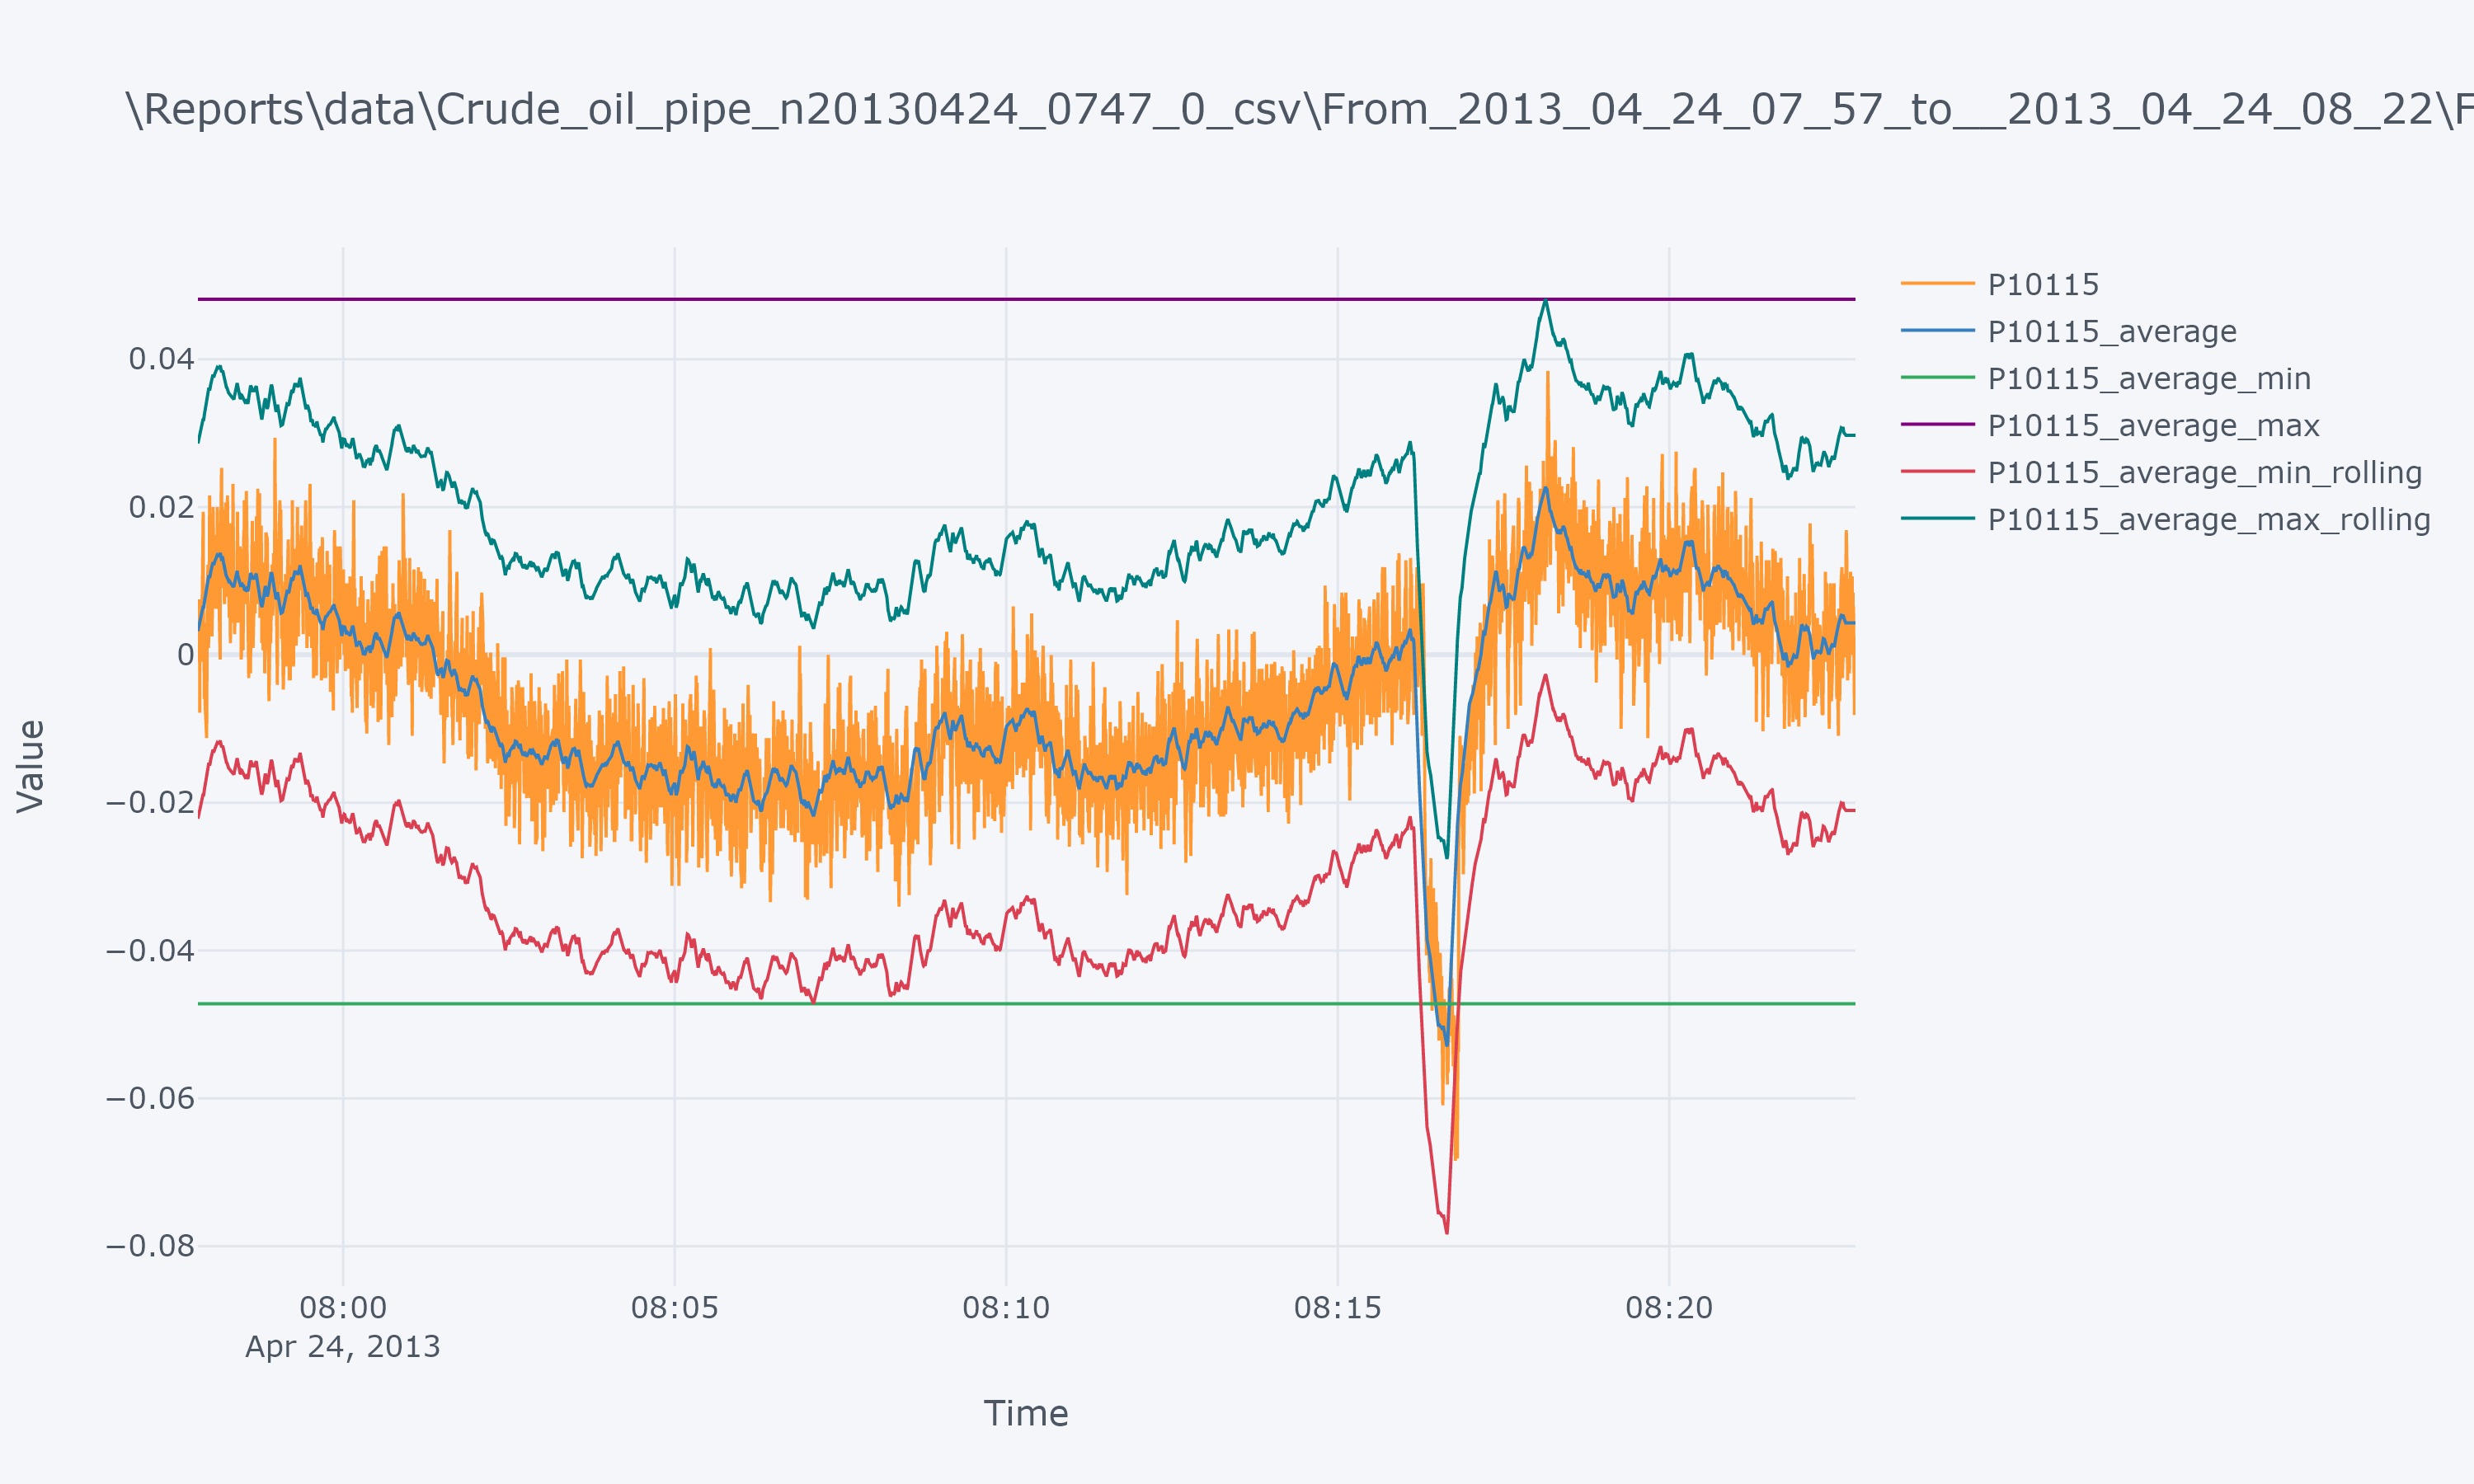 \Reports\data\Crude_oil_pipe_n20130424_0747_0_csv\From_2013_04_24_07_57_to__2013_04_24_08_22\F
P10115
P10115_average
P10115_average_min
P10115_average_max
P10115_average_min_rolling
P10115_average_max_rolling
Value
0.04
0.02
0
−0.02
−0.04
−0.06
−0.08
08:00 08:05 08:10 08:15 08:20
Apr 24, 2013
Time